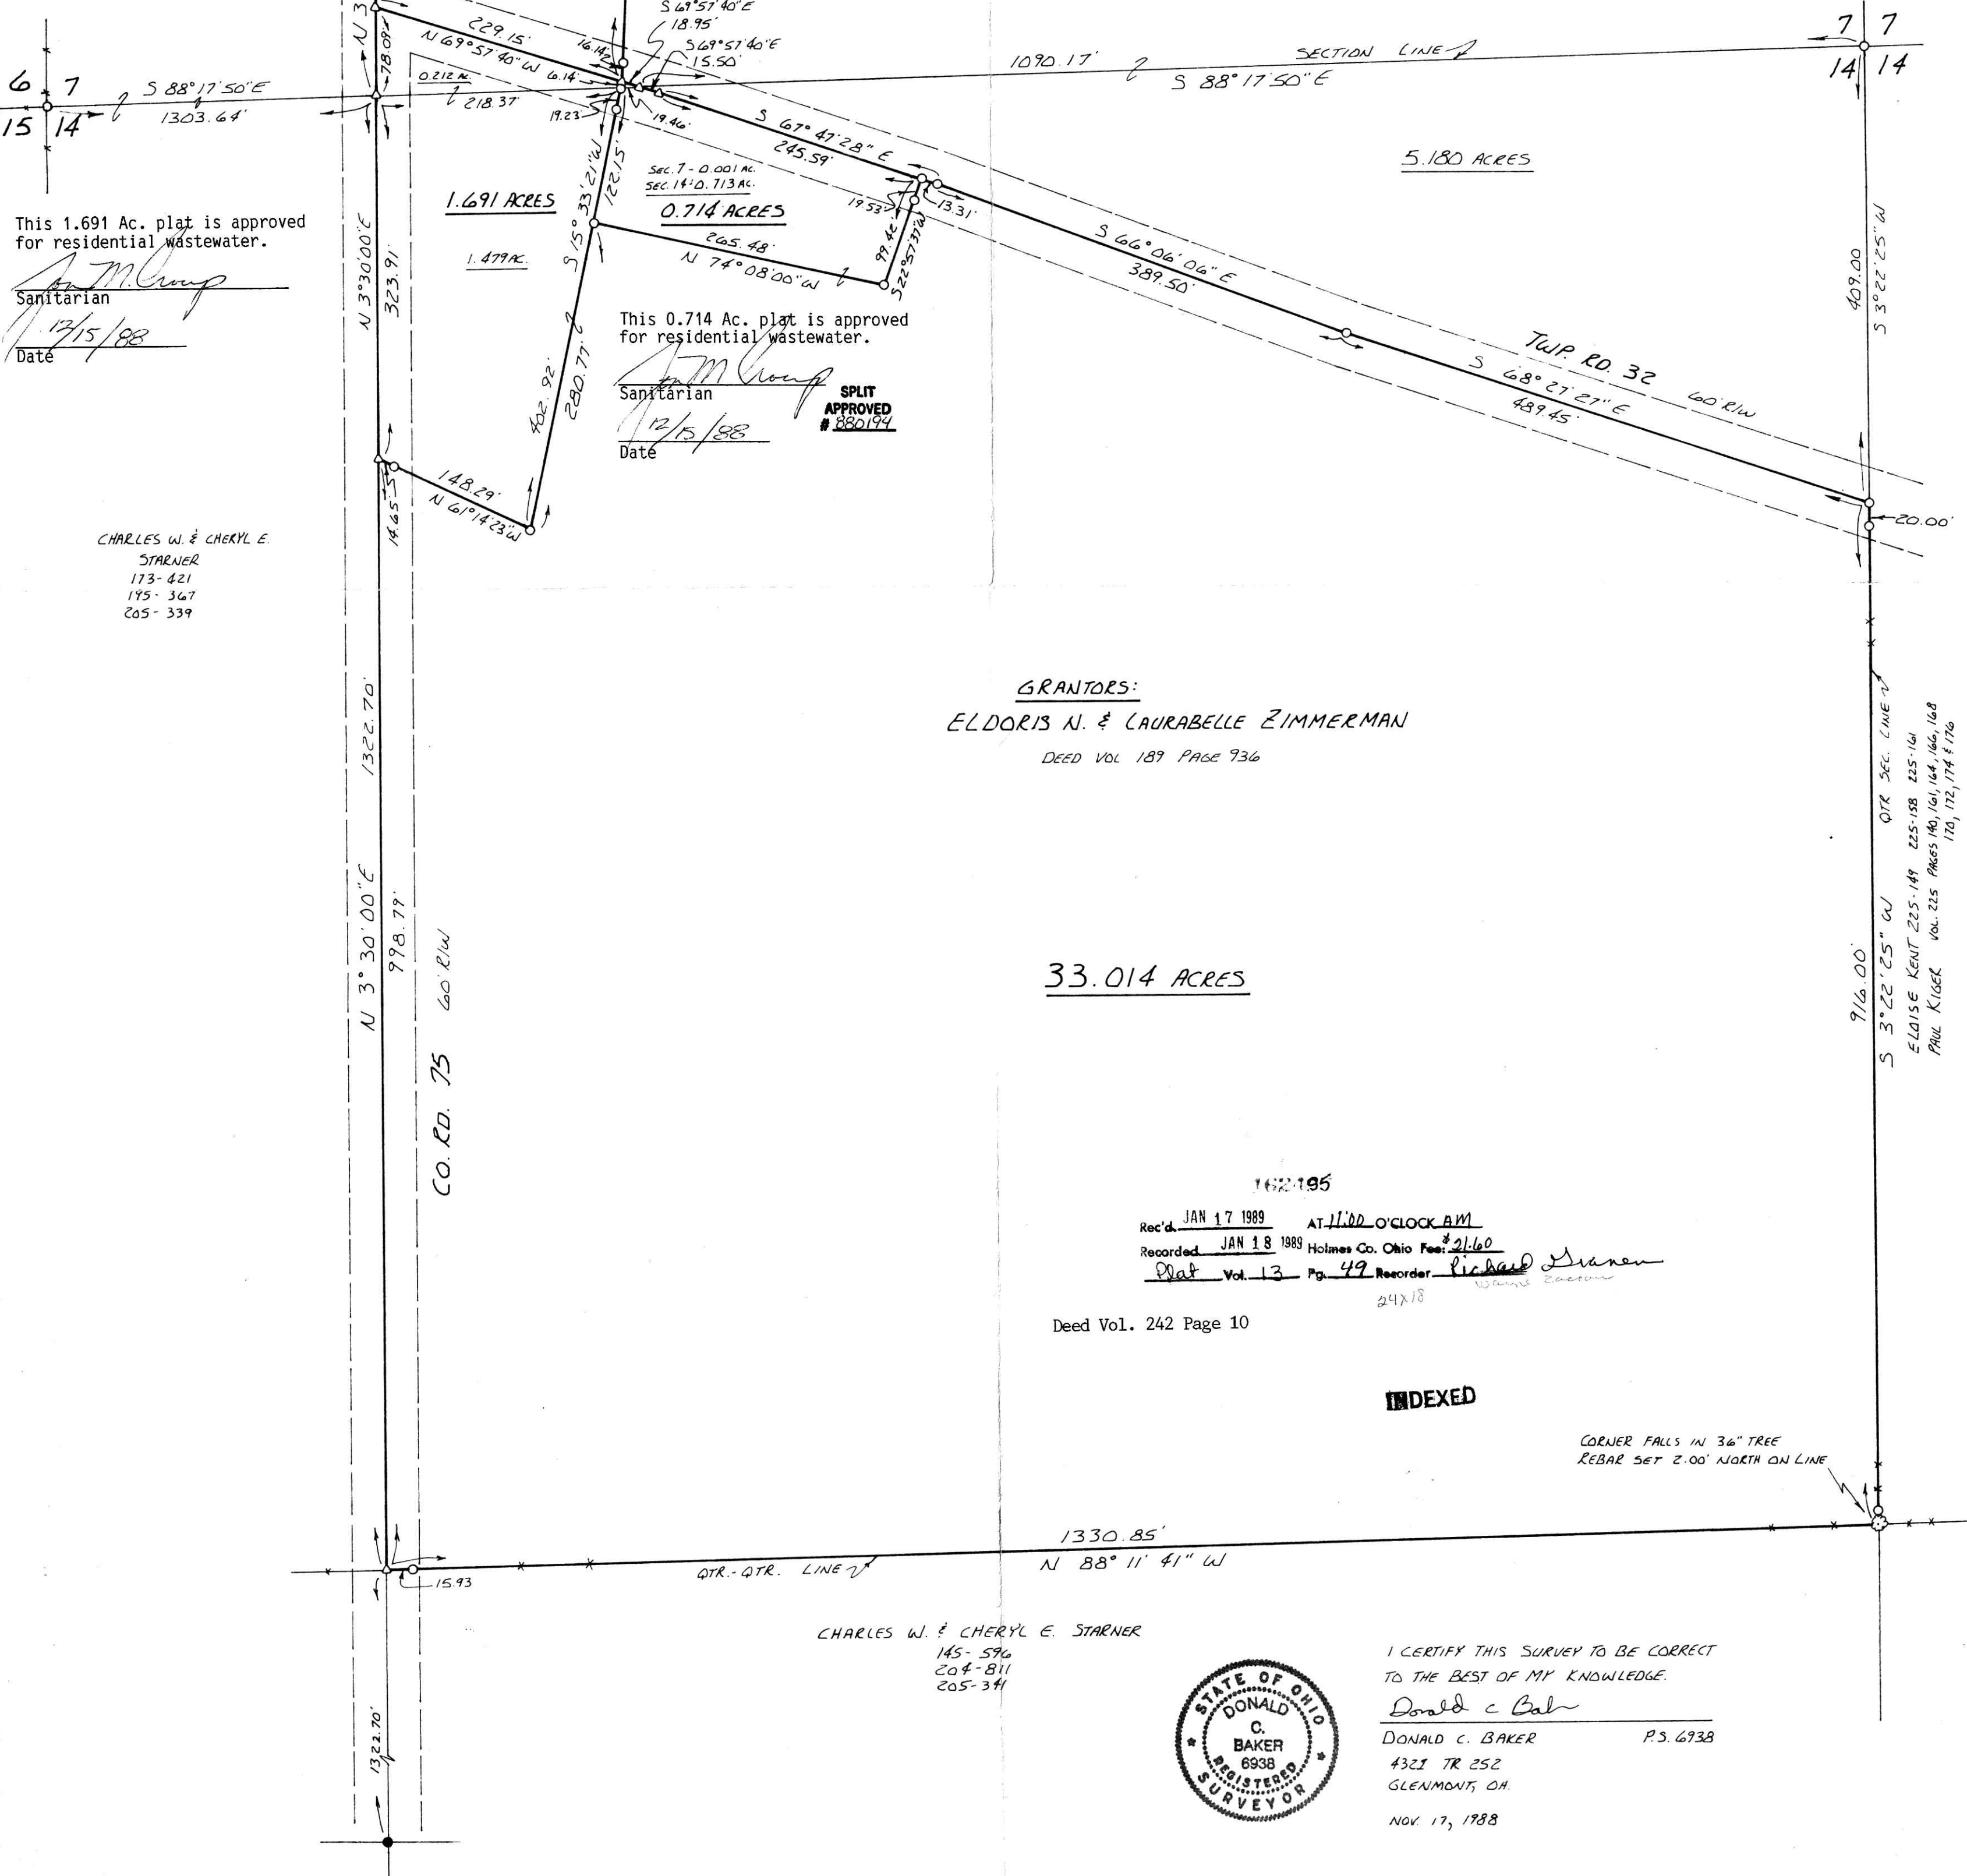 N 3
78.09'
229.15'
N 69°57'40" W
S 69°57'40"E
18.95'
S69°57'40"E
15.50'
16.14'
6.14'
0.212 Ac.
218.37'
19.23'
19.46'
1090.17'
SECTION LINE
S 88°17'50"E
7 7
14 14
6 7
15 14
S 88°17'50"E
1303.64'
This 1.691 Ac. plat is approved
for residential wastewater.
Sanitarian
12/15/88
Date
N 3°30'00"E
323.91'
1.691 ACRES
1.479 AC.
S 15°33'21"W
122.15'
SEC. 7 - 0.001 AC.
SEC. 14: 0.713 AC.
0.714 ACRES
S 67°47'28" E
245.59'
19.53'
13.31'
99.42'
S22°57'37"W
265.48'
N 74°08'00"W
280.77'
402.92'
This 0.714 Ac. plat is approved
for residential wastewater.
Sanitarian
12/15/88
Date
SPLIT
APPROVED
# 880194
5.180 ACRES
S 66°06'06" E
389.50'
TWP. RD. 32
60' R/W
S 68°27'27" E
489.45'
409.00
S 3°22'25" W
20.00'
148.29'
N 61°14'23"W
14.65'
CHARLES W. & CHERYL E.
STARNER
173-421
195-367
205-339
1322.70'
N 3°30'00"E
998.79'
CO. RD. 75 60' R/W
GRANTORS:
ELDORIS N. & LAURABELLE ZIMMERMAN
DEED VOL 189 PAGE 936
33.014 ACRES
QTR SEC. LINE
916.00'
S 3°22'25" W
ELOISE KENT 225-149 225-158 225-161
PAUL KIGER VOL. 225 PAGES 140, 161, 164, 166, 168
170, 172, 174 & 176
162495
Rec'd. JAN 17 1989 AT 11:00 O'CLOCK AM
Recorded JAN 18 1989 Holmes Co. Ohio Fee: $21.60
Plat Vol. 13 Pg. 49 Recorder Richard
24x18
Deed Vol. 242 Page 10
INDEXED
CORNER FALLS IN 36" TREE
REBAR SET 2.00' NORTH ON LINE
1330.85'
N 88°11'41" W
QTR.-QTR. LINE
15.93
CHARLES W. & CHERYL E. STARNER
145-596
204-811
205-341
1322.70'
STATE OF OHIO
DONALD
C.
BAKER
6938
REGISTERED
SURVEYOR
I CERTIFY THIS SURVEY TO BE CORRECT
TO THE BEST OF MY KNOWLEDGE.
Donald C Bak
DONALD C. BAKER P.S. 6938
4321 TR 252
GLENMONT, OH.
NOV. 17, 1988